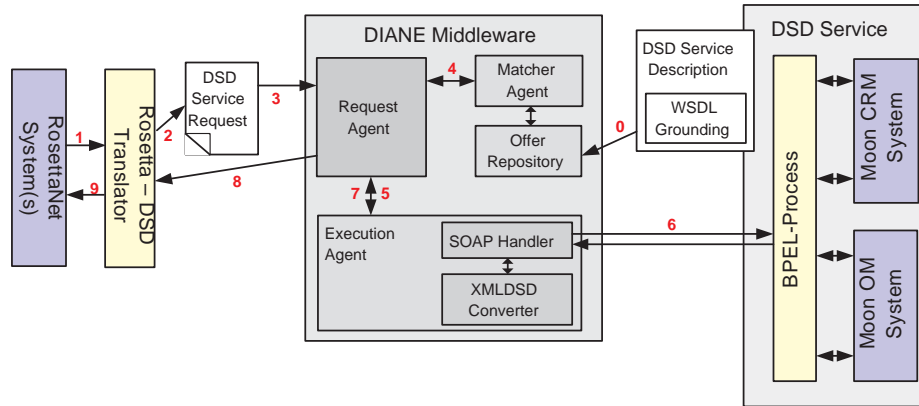 RosettaNet
System(s)
1
9
Rosetta – DSD
Translator
2
DSD
Service
Request
3
8
DIANE Middleware
Request
Agent
4
Matcher
Agent
Offer
Repository
7
5
Execution
Agent
SOAP Handler
XMLDSD
Converter
0
DSD Service
Description
WSDL
Grounding
6
DSD Service
BPEL-Process
Moon CRM
System
Moon OM
System